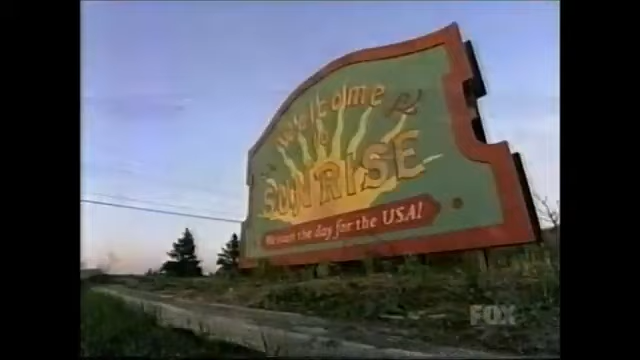 Welcome
to
SUNRISE
We start the day for the USA!
FOX